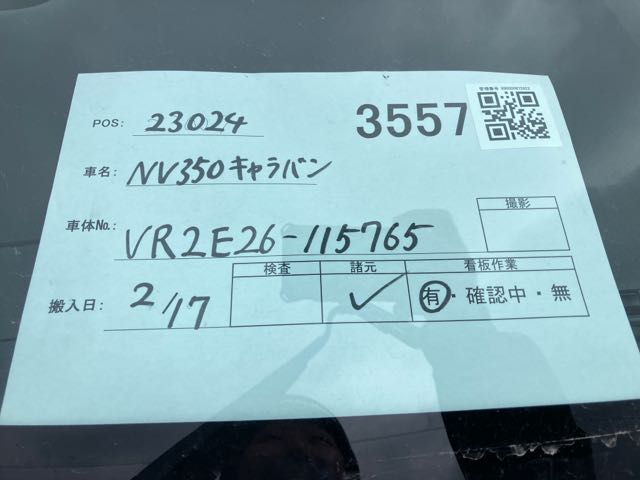 POS: 23024
3557
車名: NV350キャラバン
車体No.: VR2E26-115765
撮影
搬入日: 2/17
検査 諸元 看板作業
✓ 有・確認中・無